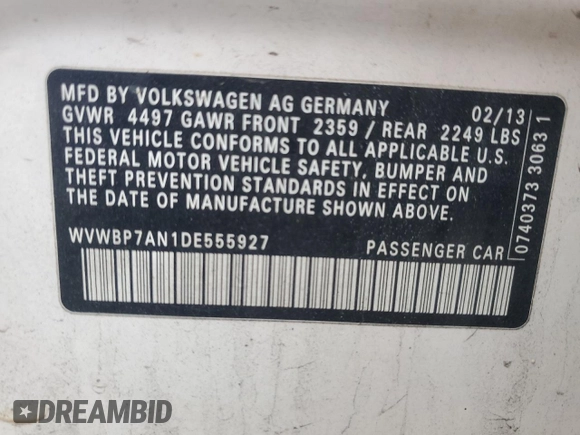 MFD BY VOLKSWAGEN AG GERMANY 02/13
GVWR 4497 GAWR FRONT 2359 / REAR 2249 LBS
THIS VEHICLE CONFORMS TO ALL APPLICABLE U.S.
FEDERAL MOTOR VEHICLE SAFETY, BUMPER AND
THEFT PREVENTION STANDARDS IN EFFECT ON
THE DATE OF MANUFACTURE SHOWN ABOVE.
WVWBP7AN1DE555927 PASSENGER CAR
0740373 3063 1
DREAMBID